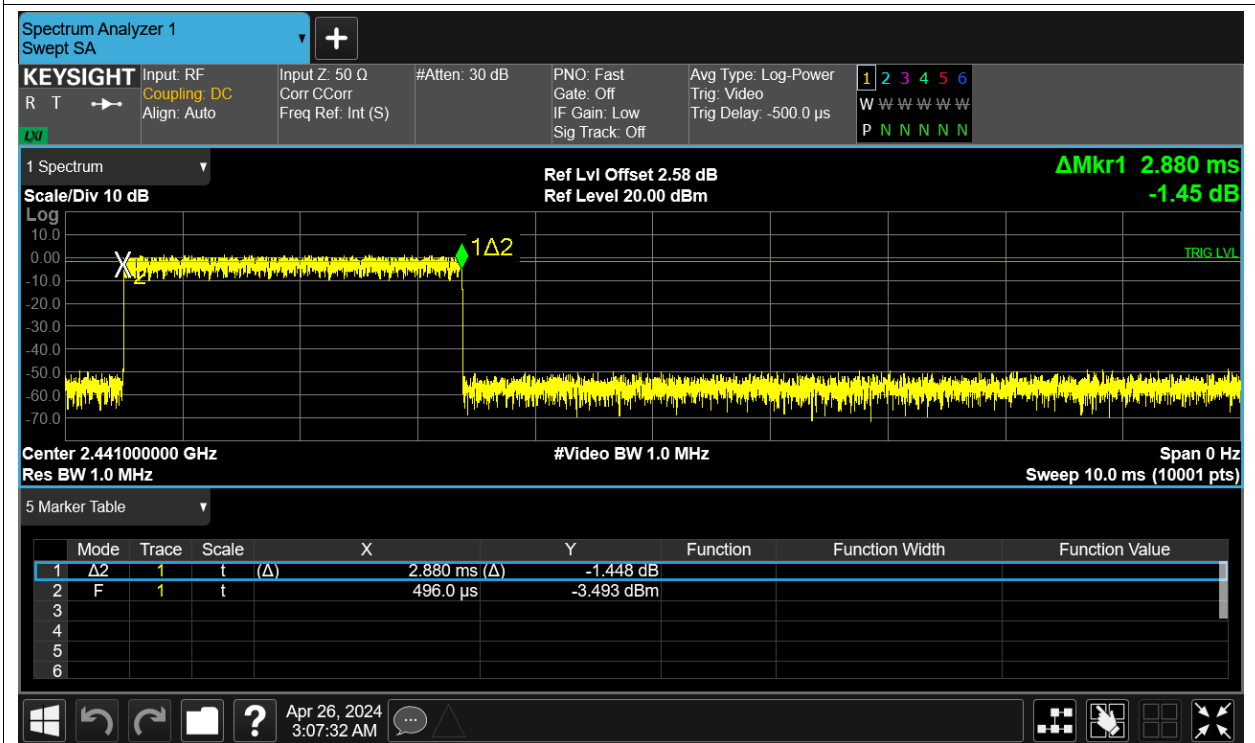 Spectrum Analyzer 1
Swept SA
+
KEYSIGHT Input: RF Input Z: 50 Ω #Atten: 30 dB PNO: Fast Avg Type: Log-Power 1 2 3 4 5 6
R T Coupling: DC Corr CCorr Gate: Off Trig: Video W W W W W W
Align: Auto Freq Ref: Int (S) IF Gain: Low Trig Delay: -500.0 µs
LXI Sig Track: Off P N N N N N
1 Spectrum
Scale/Div 10 dB
Ref Lvl Offset 2.58 dB
Ref Level 20.00 dBm
ΔMkr1 2.880 ms
-1.45 dB
Log
10.0
0.00
-10.0
-20.0
-30.0
-40.0
-50.0
-60.0
-70.0
X
2
1Δ2
TRIG LVL
Center 2.441000000 GHz #Video BW 1.0 MHz Span 0 Hz
Res BW 1.0 MHz Sweep 10.0 ms (10001 pts)
5 Marker Table
Mode Trace Scale X Y Function Function Width Function Value
1 Δ2 1 t (Δ) 2.880 ms (Δ) -1.448 dB
2 F 1 t 496.0 µs -3.493 dBm
3
4
5
6
?
Apr 26, 2024
3:07:32 AM